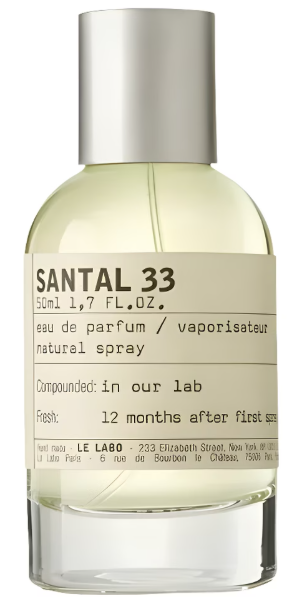 SANTAL 33
50ml 1,7 FL.OZ.
eau de parfum / vaporisateur
natural spray
Compounded: in our lab
Fresh: 12 months after first
LE LABO - 233 Elizabeth Street, New York
Le Labo Paris - 6 rue de Bourbon le Château, 75006 Paris